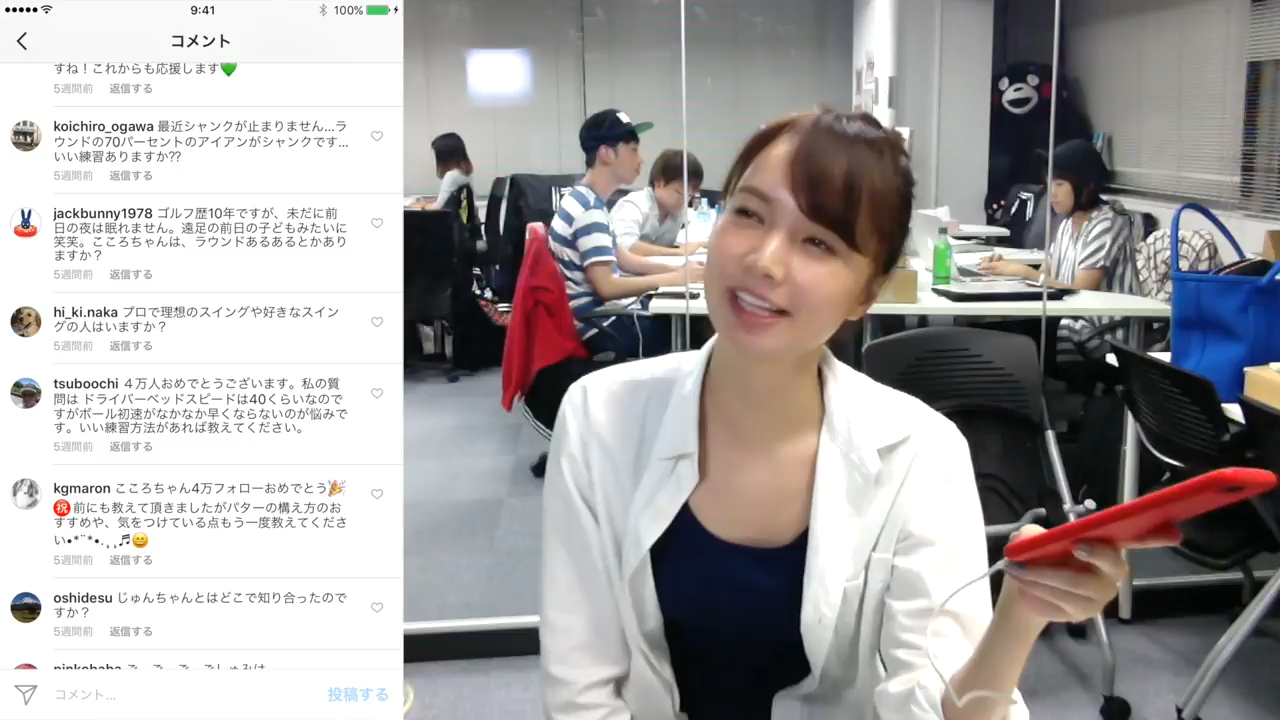 9:41
100%
コメント
すね！これからも応援します💚
5週間前 返信する
koichiro_ogawa 最近シャンクが止まりません...ラ
ウンドの70パーセントのアイアンがシャンクです...
いい練習ありますか??
5週間前 返信する
jackbunny1978 ゴルフ歴10年ですが、未だに前
日の夜は眠れません。遠足の前日の子どもみたいに
笑笑。こころちゃんは、ラウンドあるあるとかあり
ますか？
5週間前 返信する
hi_ki.naka プロで理想のスイングや好きなスイン
グの人はいますか？
5週間前 返信する
tsuboochi ４万人おめでとうございます。私の質
問は ドライバーヘッドスピードは40くらいなので
すがボール初速がなかなか早くならないのが悩みで
す。いい練習方法があれば教えてください。
5週間前 返信する
kgmaron こころちゃん4万フォローおめでとう🎉
㊗️前にも教えて頂きましたがパターの構え方のお
すすめや、気をつけている点もう一度教えてくださ
い•*¨*•.¸¸♬😄
5週間前 返信する
oshidesu じゅんちゃんとはどこで知り合ったので
すか？
5週間前 返信する
コメント...
投稿する